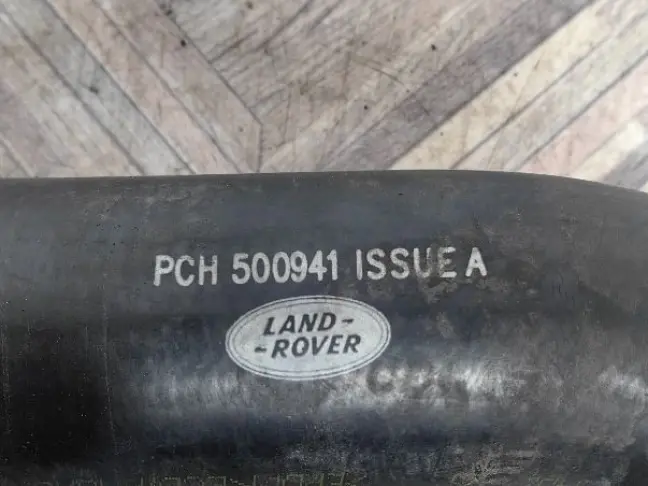 PCH 500941 ISSUE A
LAND-
-ROVER